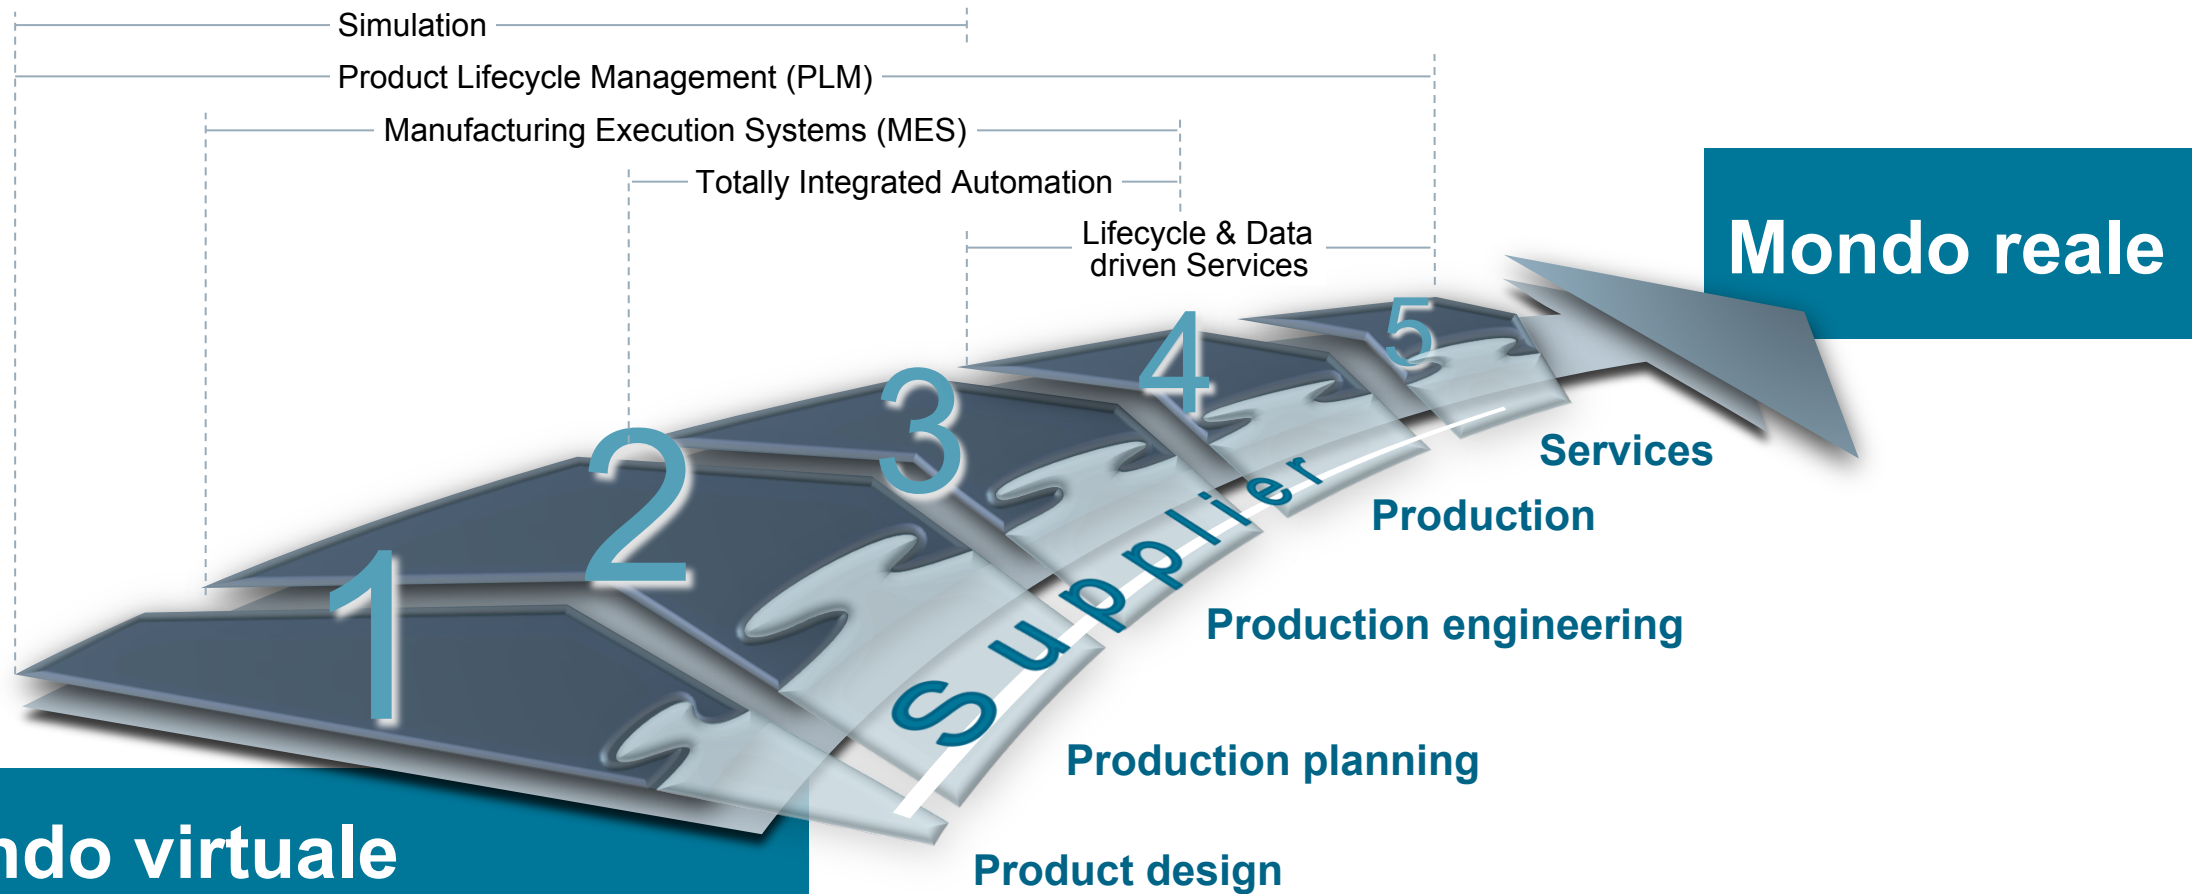 Simulation
Product Lifecycle Management (PLM)
Manufacturing Execution Systems (MES)
Totally Integrated Automation
Lifecycle & Data
driven Services
Mondo reale
1
2
3
4
5
Supplier
Services
Production
Production engineering
Production planning
Product design
ndo virtuale